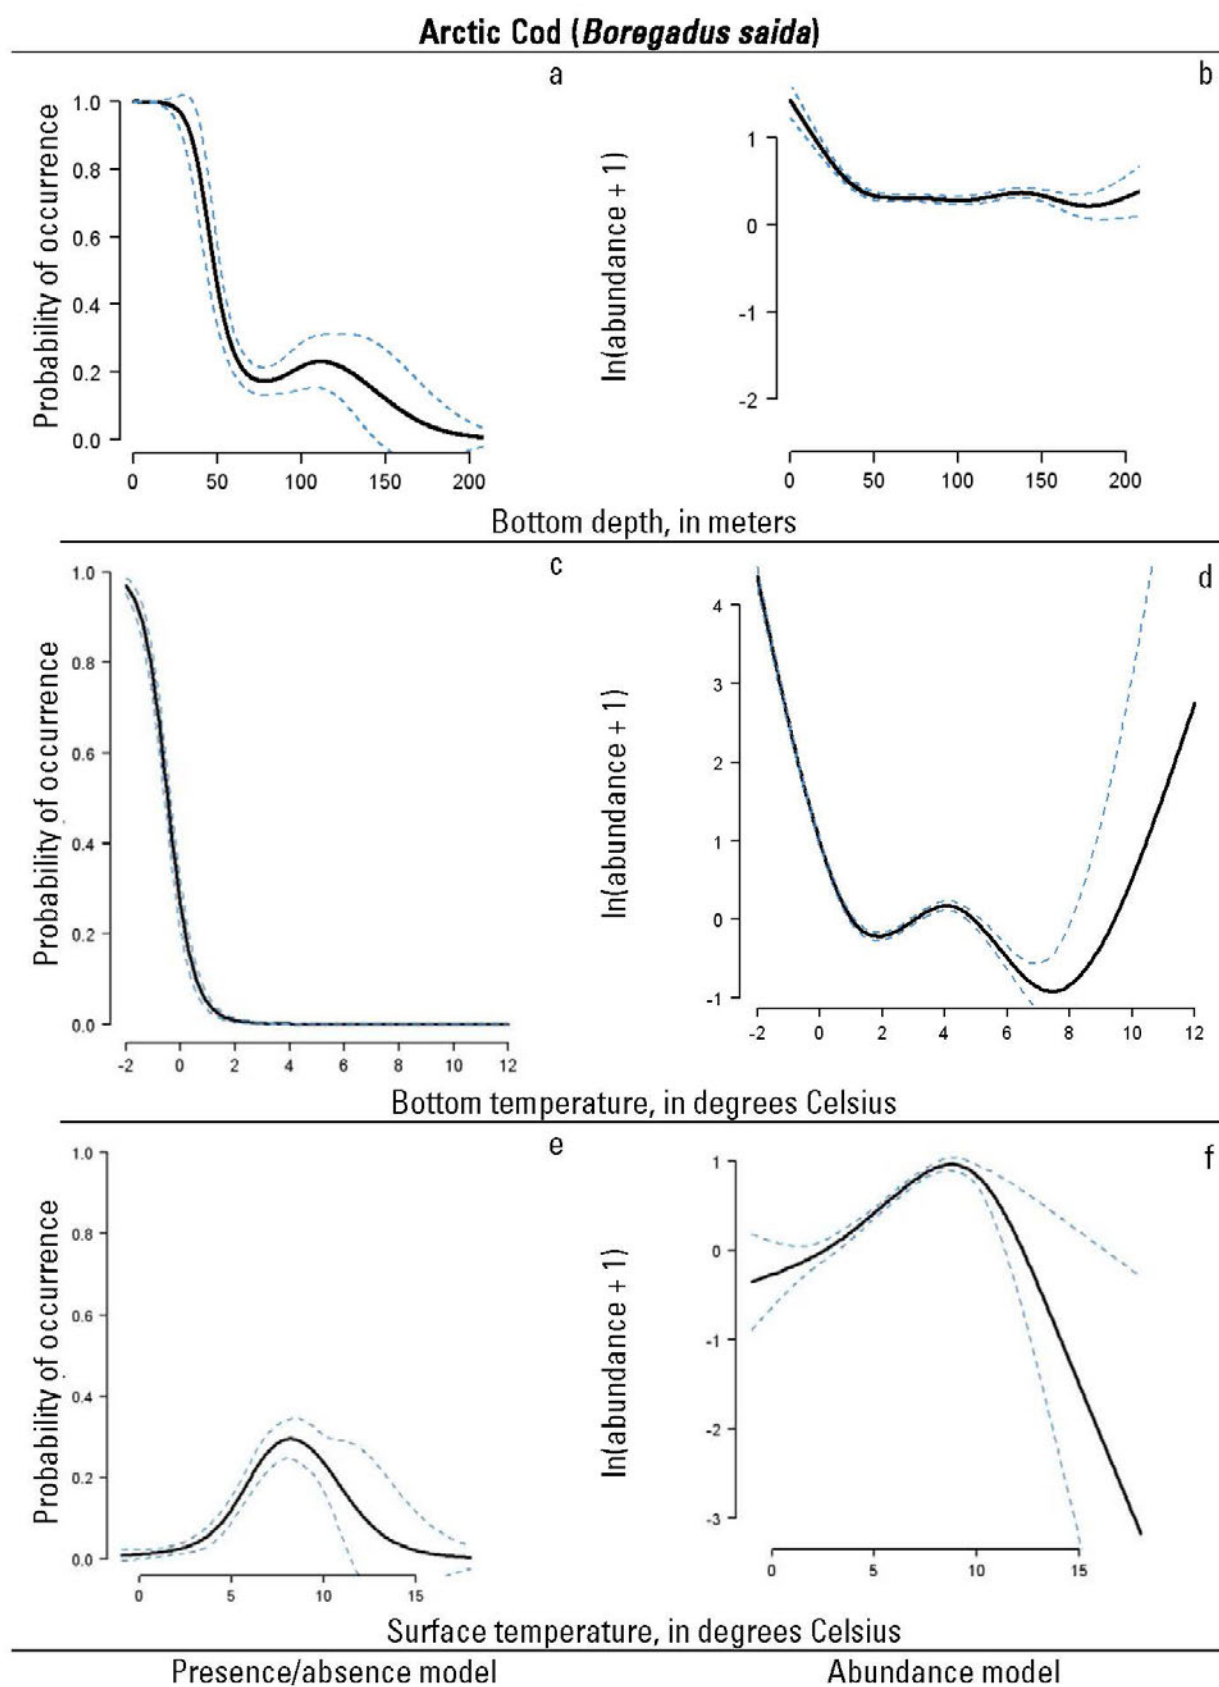 Arctic Cod (Boregadus saida)
a
b
Probability of occurrence
1.0
0.8
0.6
0.4
0.2
0.0
0 50 100 150 200
ln(abundance + 1)
1
0
-1
-2
0 50 100 150 200
Bottom depth, in meters
c
d
Probability of occurrence
1.0
0.8
0.6
0.4
0.2
0.0
-2 0 2 4 6 8 10 12
ln(abundance + 1)
4
3
2
1
0
-1
-2 0 2 4 6 8 10 12
Bottom temperature, in degrees Celsius
e
f
Probability of occurrence
1.0
0.8
0.6
0.4
0.2
0.0
0 5 10 15
ln(abundance + 1)
1
0
-1
-2
-3
0 5 10 15
Surface temperature, in degrees Celsius
Presence/absence model
Abundance model